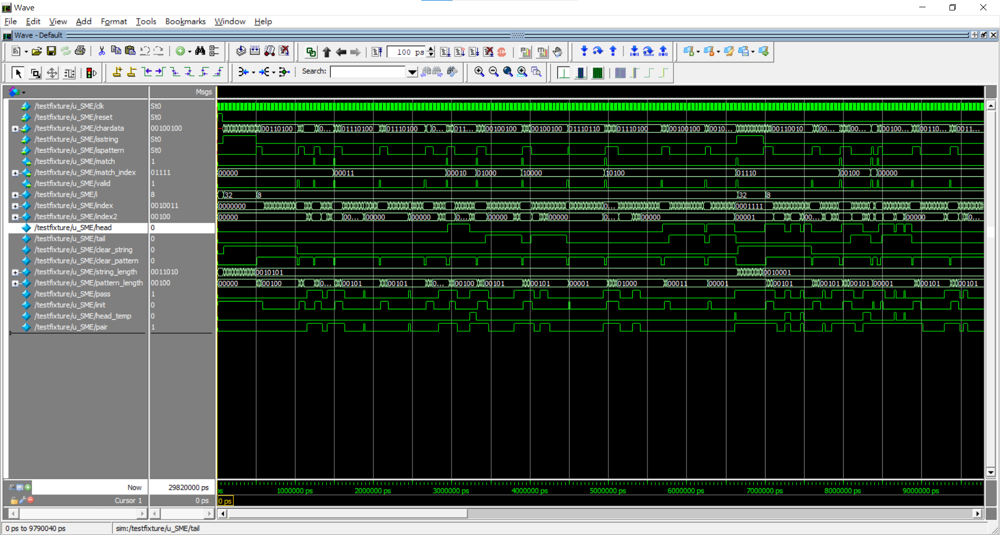 Wave
File Edit View Add Format Tools Bookmarks Window Help
Wave - Default
100 ps
Search:
Msgs
/testfixture/u_SME/clk St0
/testfixture/u_SME/reset St0
/testfixture/u_SME/chardata 00100100 00110100 0... 01110100 01110100 0... 011... 00100100 00100100 01110110 01110100 00100100 0010... 00110010 00... 00... 00100... 00110... 0011...
/testfixture/u_SME/isstring St0
/testfixture/u_SME/ispattern St0
/testfixture/u_SME/match 1
/testfixture/u_SME/match_index 01111 00000 00011 00010 01000 10000 10100 01110 00100 00000
/testfixture/u_SME/valid 1
/testfixture/u_SME/i 8 32 8 32 8
/testfixture/u_SME/index 0010011 0000000 0... 0001111
/testfixture/u_SME/index2 00100 00000 00... 00000 00000 0... 00000 00000 0... 00000 00001 00... 00000 0...
/testfixture/u_SME/head 0
/testfixture/u_SME/tail 0
/testfixture/u_SME/clear_string 0
/testfixture/u_SME/clear_pattern 0
/testfixture/u_SME/string_length 0011010 0010101 0010001
/testfixture/u_SME/pattern_length 00100 00000 00100 0... 00101 00101 0... 00100 00101 00101 00001 01000 00011 00001 00101 00101 00101 00001 00101 00101
/testfixture/u_SME/pass 1
/testfixture/u_SME/init 0
/testfixture/u_SME/head_temp 0
/testfixture/u_SME/pair 1
Now 29820000 ps ps 1000000 ps 2000000 ps 3000000 ps 4000000 ps 5000000 ps 6000000 ps 7000000 ps 8000000 ps 9000000 ps
Cursor 1 0 ps 0 ps
0 ps to 9790040 ps sim:/testfixture/u_SME/tail